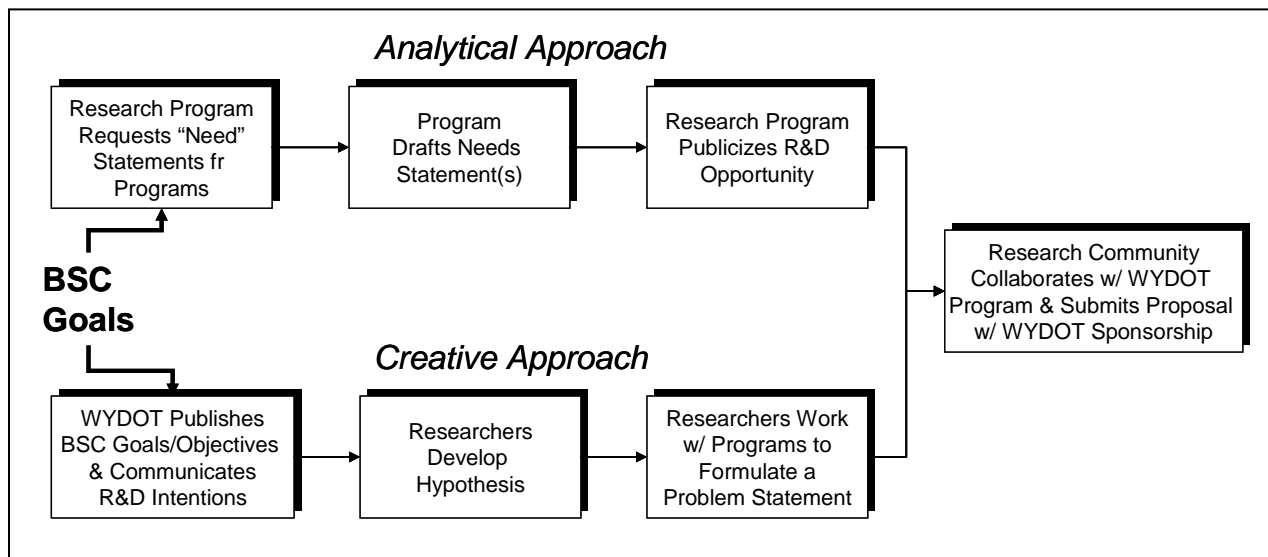 Analytical Approach
Research Program
Requests “Need”
Statements fr
Programs
Program
Drafts Needs
Statement(s)
Research Program
Publicizes R&D
Opportunity
BSC
Goals
Research Community
Collaborates w/ WYDOT
Program & Submits Proposal
w/ WYDOT Sponsorship
Creative Approach
WYDOT Publishes
BSC Goals/Objectives
& Communicates
R&D Intentions
Researchers
Develop
Hypothesis
Researchers Work
w/ Programs to
Formulate a
Problem Statement